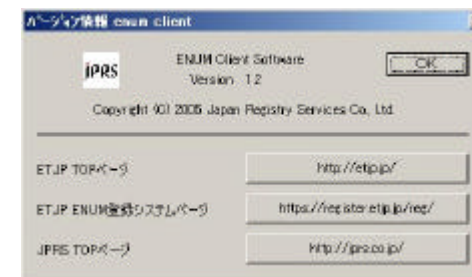 バージョン情報 enum client
JPRS
ENUM Client Software
Version 1.2
OK
Copyright (C) 2005 Japan Registry Services Co., Ltd.
ETJP TOPページ
http://etjp.jp/
ETJP ENUM登録システムページ
https://register.etjp.jp/reg/
JPRS TOPページ
http://jprs.co.jp/